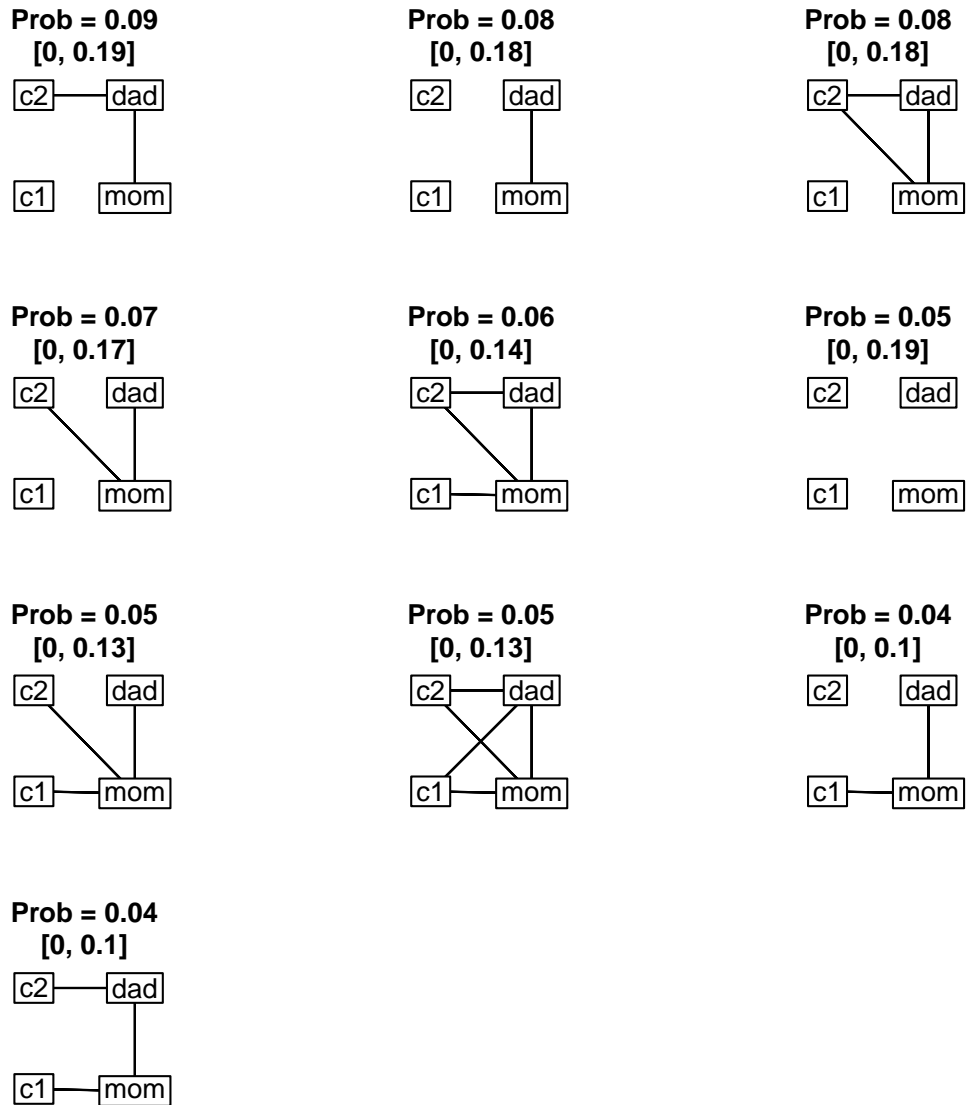 Prob = 0.09
[0, 0.19]
c2 dad
c1 mom
Prob = 0.08
[0, 0.18]
c2 dad
c1 mom
Prob = 0.08
[0, 0.18]
c2 dad
c1 mom
Prob = 0.07
[0, 0.17]
c2 dad
c1 mom
Prob = 0.06
[0, 0.14]
c2 dad
c1 mom
Prob = 0.05
[0, 0.19]
c2 dad
c1 mom
Prob = 0.05
[0, 0.13]
c2 dad
c1 mom
Prob = 0.05
[0, 0.13]
c2 dad
c1 mom
Prob = 0.04
[0, 0.1]
c2 dad
c1 mom
Prob = 0.04
[0, 0.1]
c2 dad
c1 mom